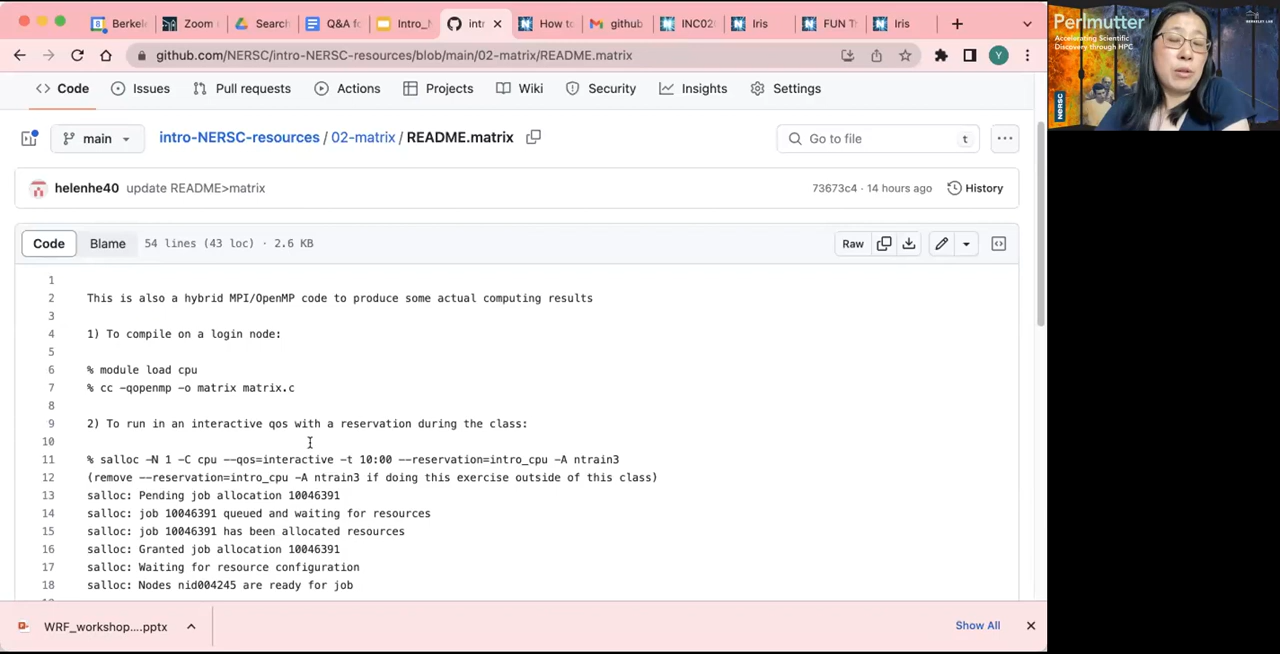 Berkele
Zoom
Search
Q&A fo
Intro_N
intr
How to
github
INC02
Iris
FUN T
Iris
github.com/NERSC/intro-NERSC-resources/blob/main/02-matrix/README.matrix
Y
Code
Issues
Pull requests
Actions
Projects
Wiki
Security
Insights
Settings
main
intro-NERSC-resources / 02-matrix / README.matrix
Go to file
t
helenhe40 update README>matrix
73673c4 · 14 hours ago
History
Code
Blame
54 lines (43 loc) · 2.6 KB
Raw
1
2 This is also a hybrid MPI/OpenMP code to produce some actual computing results
3
4 1) To compile on a login node:
5
6 % module load cpu
7 % cc -qopenmp -o matrix matrix.c
8
9 2) To run in an interactive qos with a reservation during the class:
10
11 % salloc -N 1 -C cpu --qos=interactive -t 10:00 --reservation=intro_cpu -A ntrain3
12 (remove --reservation=intro_cpu -A ntrain3 if doing this exercise outside of this class)
13 salloc: Pending job allocation 10046391
14 salloc: job 10046391 queued and waiting for resources
15 salloc: job 10046391 has been allocated resources
16 salloc: Granted job allocation 10046391
17 salloc: Waiting for resource configuration
18 salloc: Nodes nid004245 are ready for job
WRF_workshop....pptx
Show All
Perlmutter
Accelerating Scientific
Discovery through HPC
NERSC
BERKELEY LAB